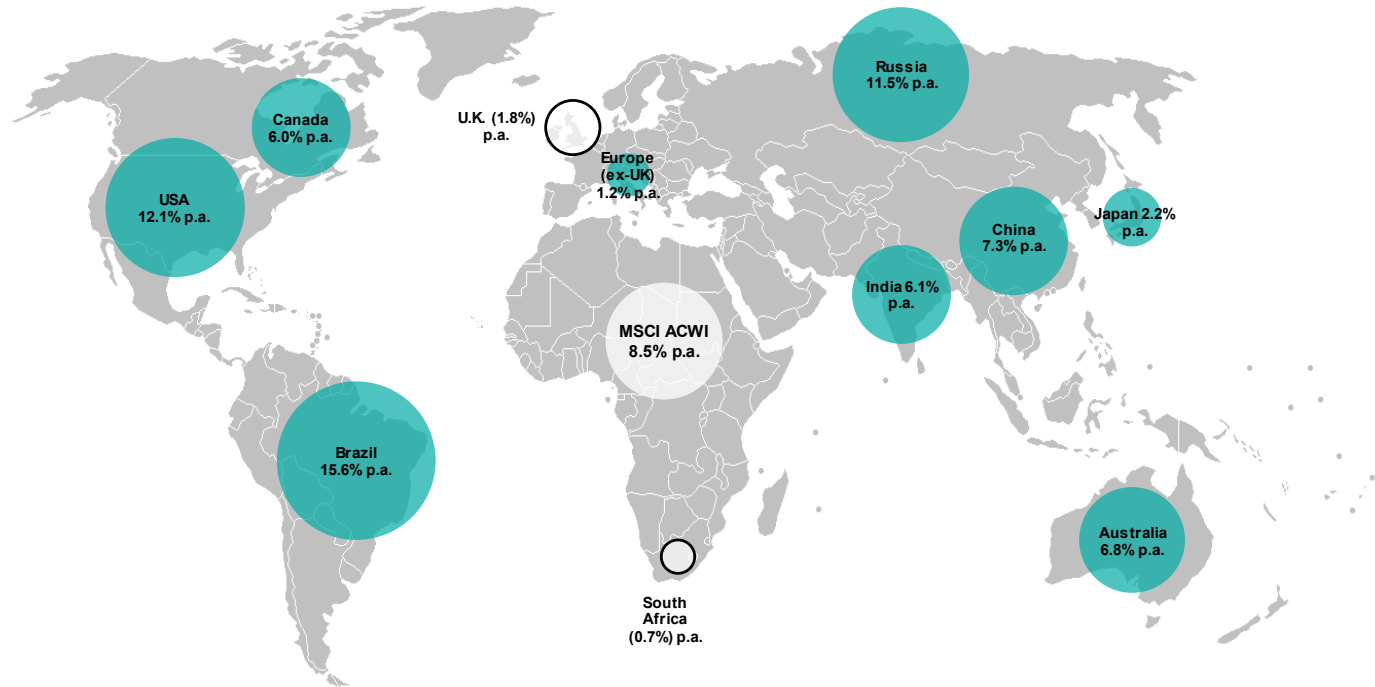 Russia
11.5% p.a.
Canada
6.0% p.a.
U.K. (1.8%)
p.a.
Europe
(ex-UK)
1.2% p.a.
USA
12.1% p.a.
Japan 2.2%
p.a.
China
7.3% p.a.
India 6.1%
p.a.
MSCI ACWI
8.5% p.a.
Brazil
15.6% p.a.
Australia
6.8% p.a.
South
Africa
(0.7%) p.a.